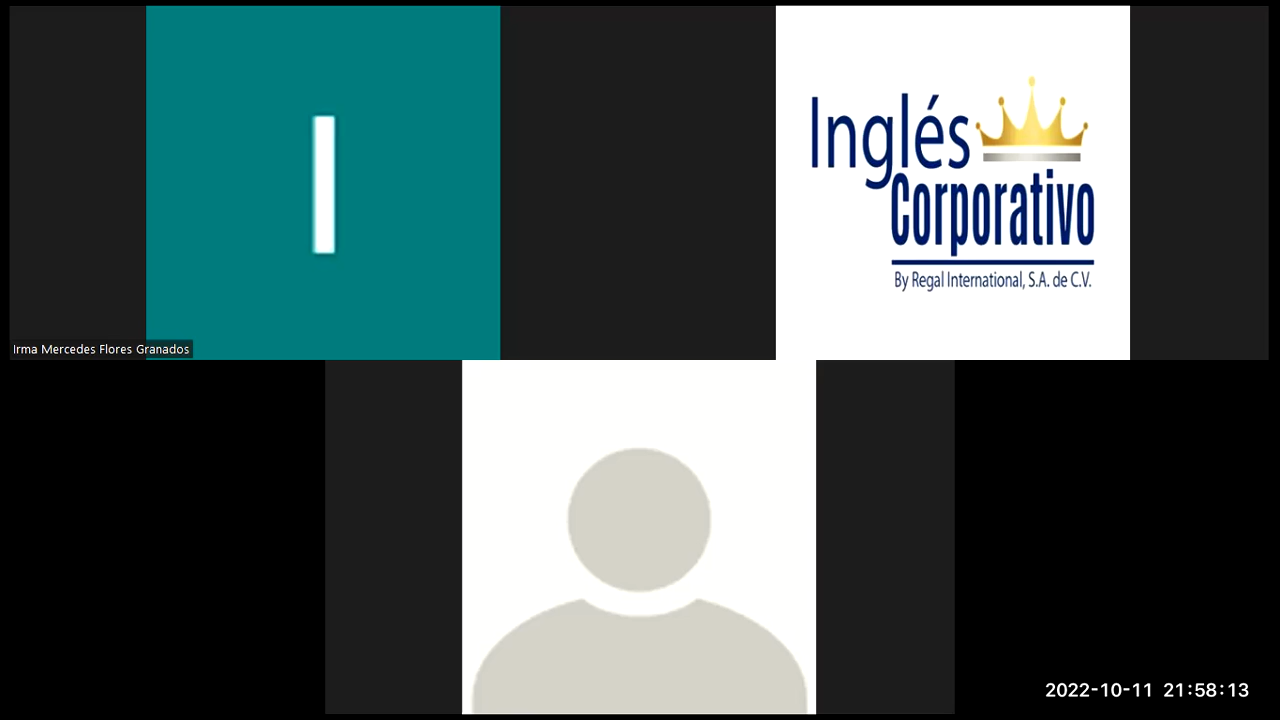 I
Inglés
Corporativo
By Regal International, S.A. de C.V.
Irma Mercedes Flores Granados
2022-10-11 21:58:13